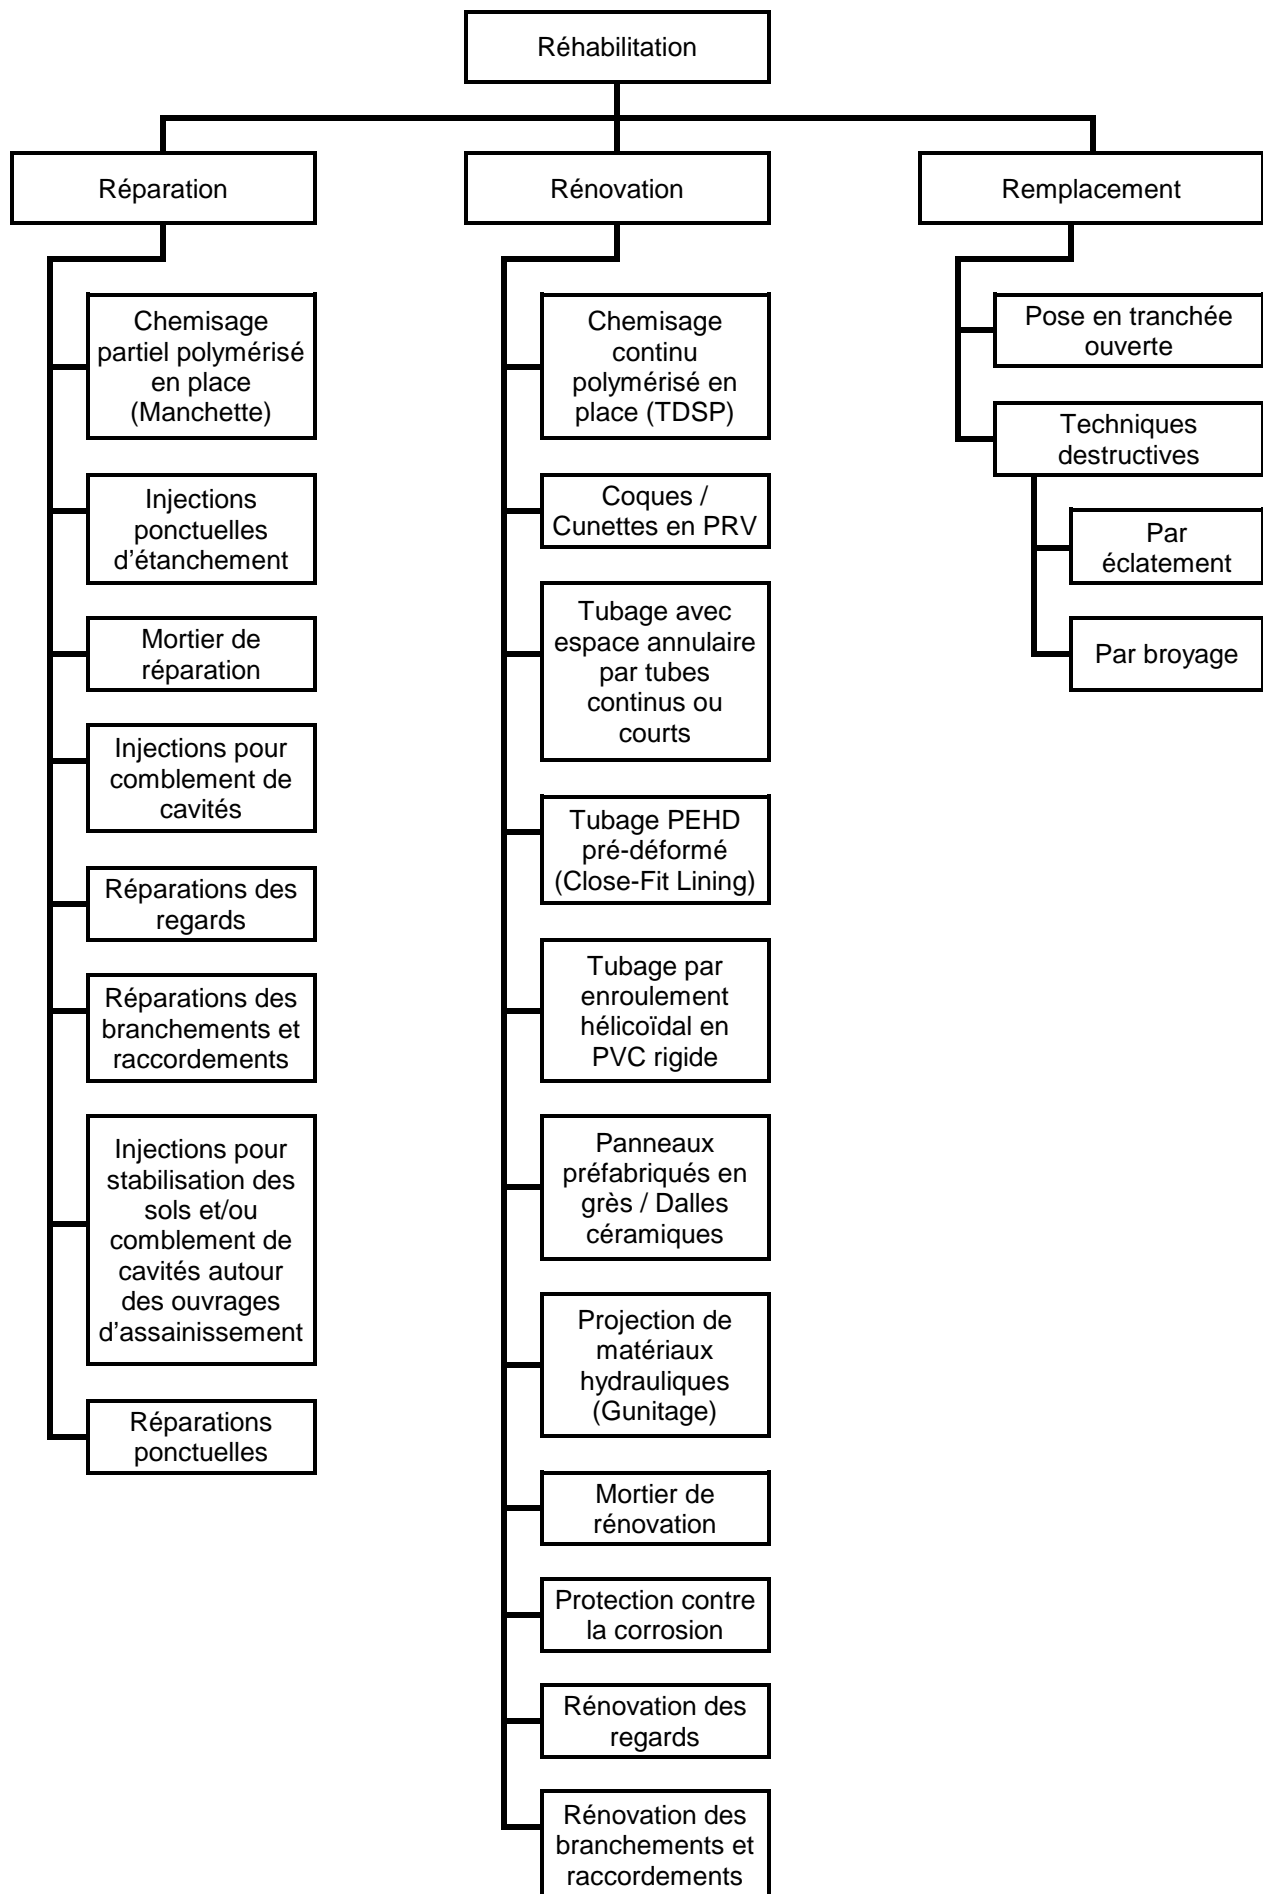 Réhabilitation
Réparation
Rénovation
Remplacement
Chemisage
partiel polymérisé
en place
(Manchette)
Injections
ponctuelles
d’étanchement
Mortier de
réparation
Injections pour
comblement de
cavités
Réparations des
regards
Réparations des
branchements et
raccordements
Injections pour
stabilisation des
sols et/ou
comblement de
cavités autour
des ouvrages
d’assainissement
Réparations
ponctuelles
Chemisage
continu
polymérisé en
place (TDSP)
Coques /
Cunettes en PRV
Tubage avec
espace annulaire
par tubes
continus ou
courts
Tubage PEHD
pré-déformé
(Close-Fit Lining)
Tubage par
enroulement
hélicoïdal en
PVC rigide
Panneaux
préfabriqués en
grès / Dalles
céramiques
Projection de
matériaux
hydrauliques
(Gunitage)
Mortier de
rénovation
Protection contre
la corrosion
Rénovation des
regards
Rénovation des
branchements et
raccordements
Pose en tranchée
ouverte
Techniques
destructives
Par
éclatement
Par broyage